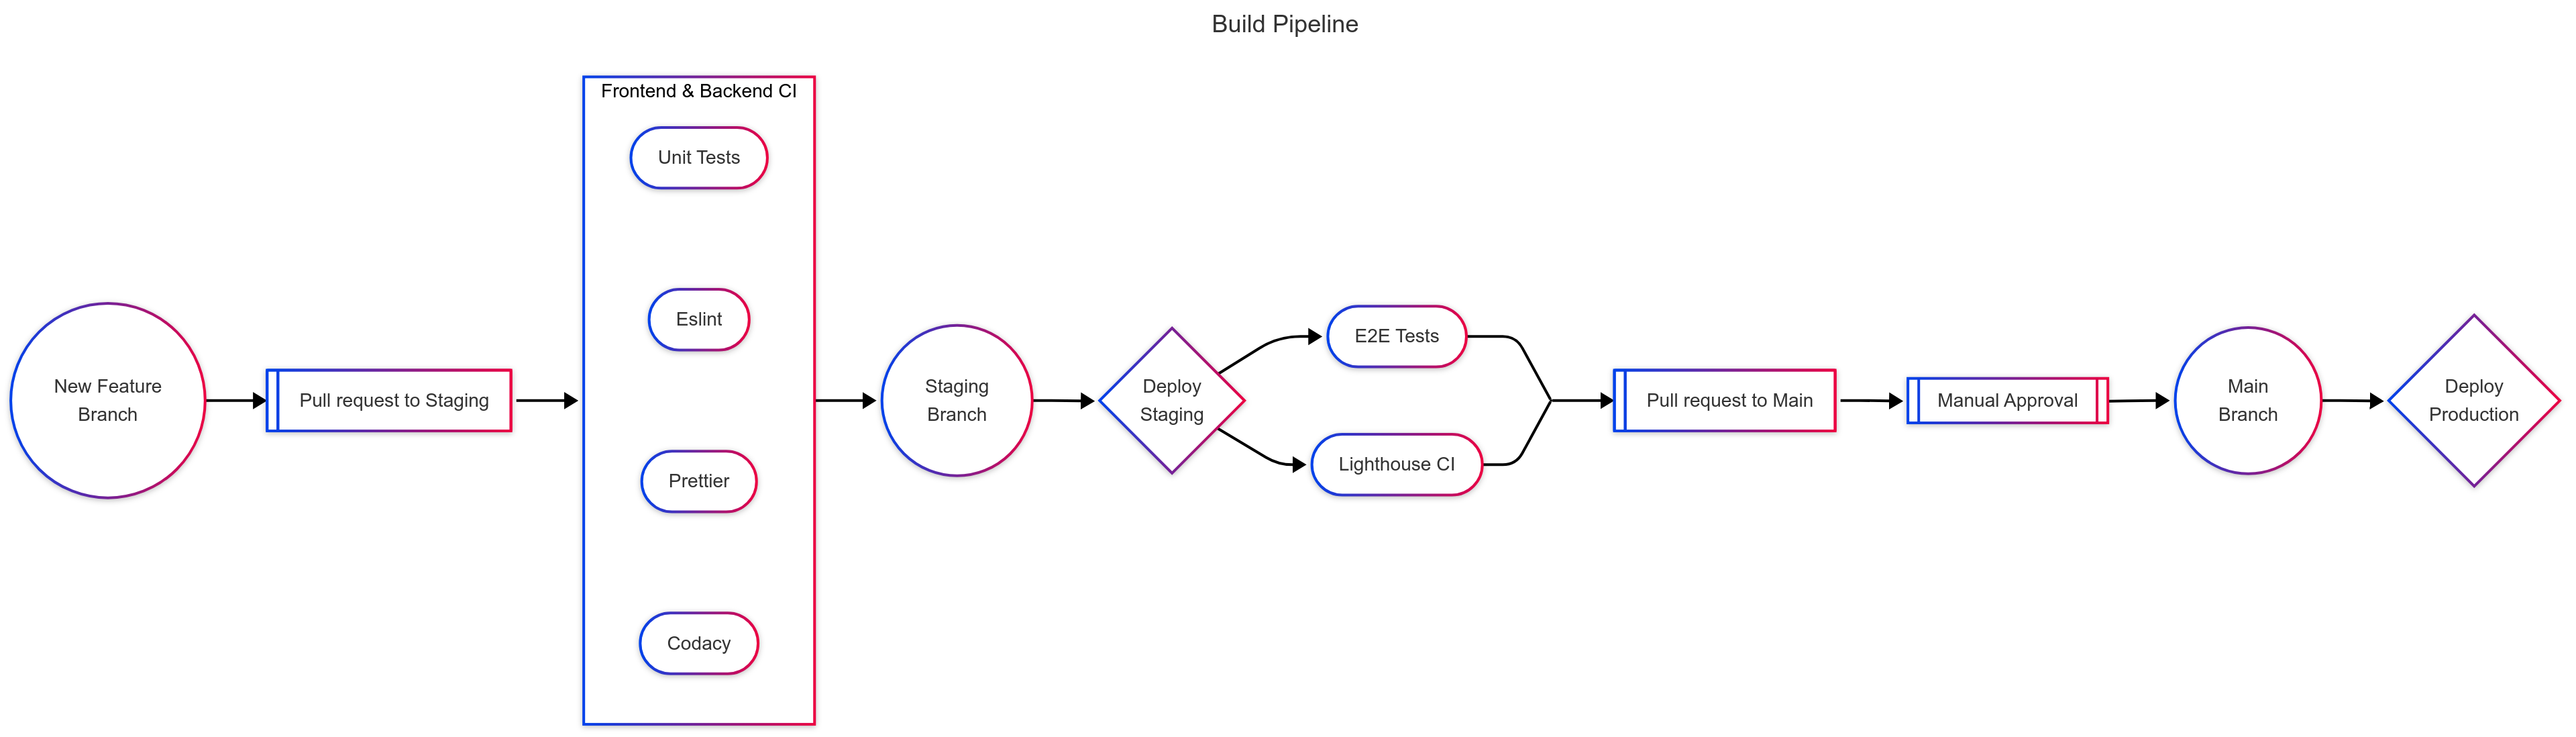 Build Pipeline
Frontend & Backend CI
Unit Tests
Eslint
Prettier
Codacy
New Feature
Branch
Pull request to Staging
Staging
Branch
Deploy
Staging
E2E Tests
Lighthouse CI
Pull request to Main
Manual Approval
Main
Branch
Deploy
Production